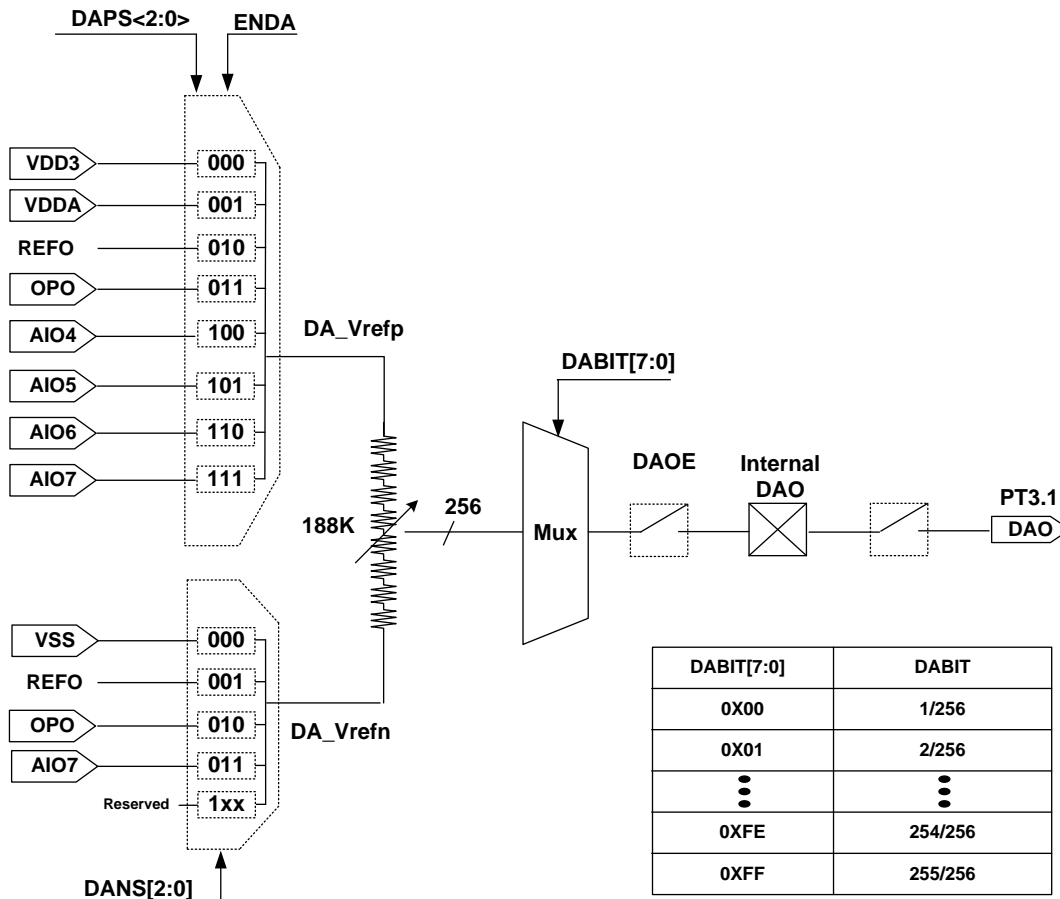 DAPS<2:0>
ENDA
VDD3
000
VDDA
001
REFO
010
OPO
011
AIO4
100
AIO5
101
AIO6
110
AIO7
111
DA_Vrefp
188K
256
DABIT[7:0]
Mux
DAOE
Internal
DAO
PT3.1
DAO
VSS
000
REFO
001
OPO
010
AIO7
011
Reserved
1xx
DA_Vrefn
DANS[2:0]
DABIT[7:0] DABIT
0X00 1/256
0X01 2/256
0XFE 254/256
0XFF 255/256